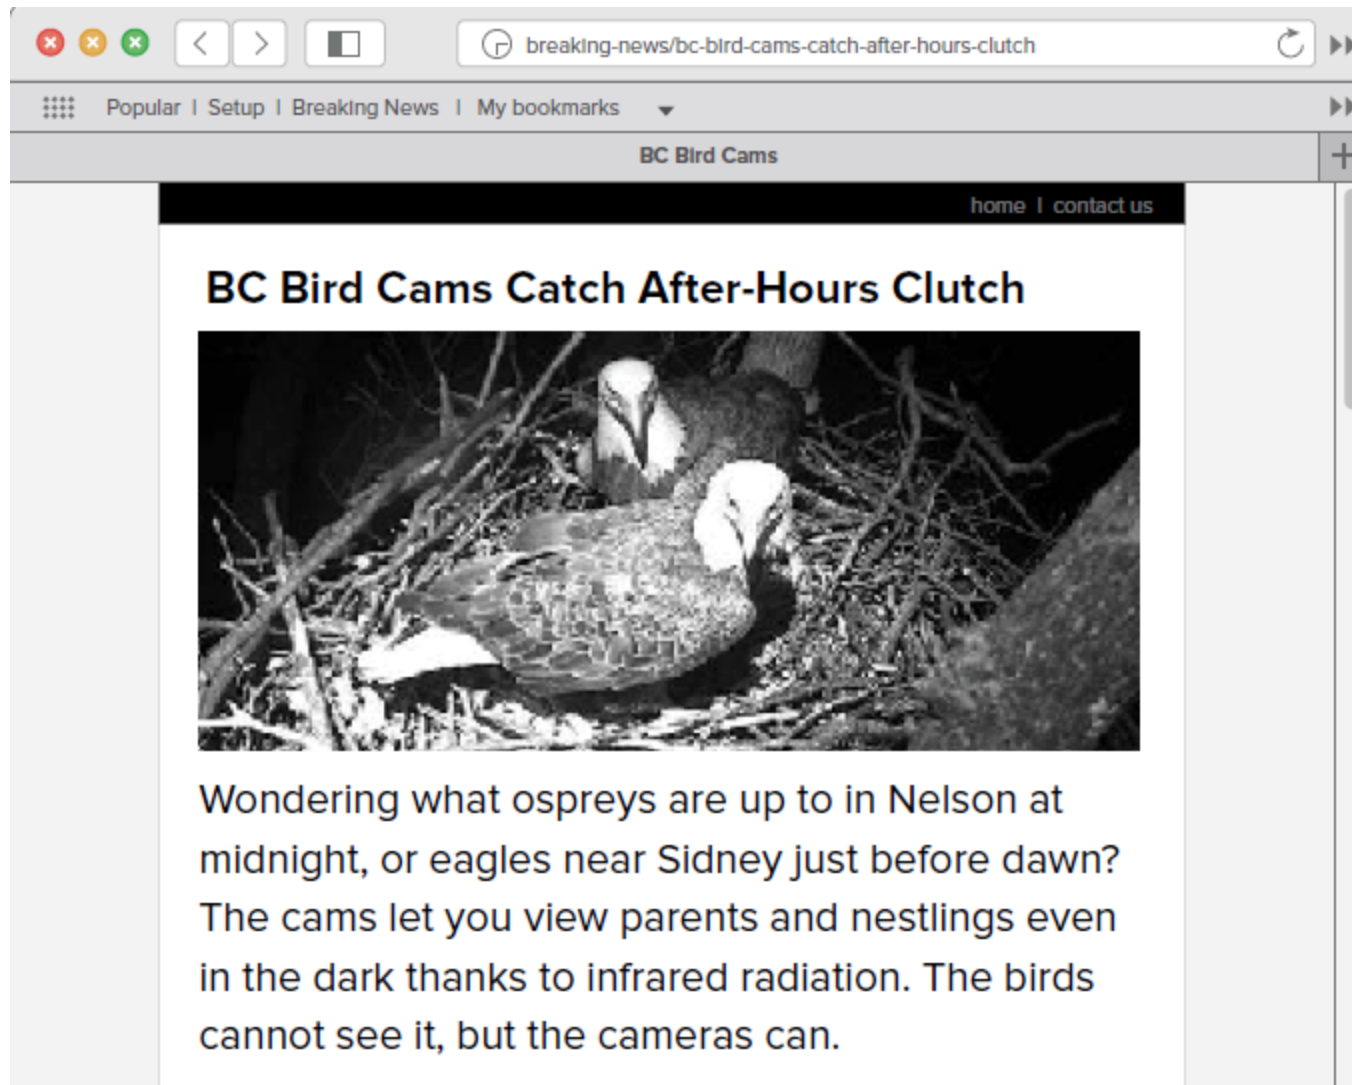 breaking-news/bc-bird-cams-catch-after-hours-clutch
Popular | Setup | Breaking News | My bookmarks
BC Bird Cams
home | contact us
BC Bird Cams Catch After-Hours Clutch
Wondering what ospreys are up to in Nelson at
midnight, or eagles near Sidney just before dawn?
The cams let you view parents and nestlings even
in the dark thanks to infrared radiation. The birds
cannot see it, but the cameras can.